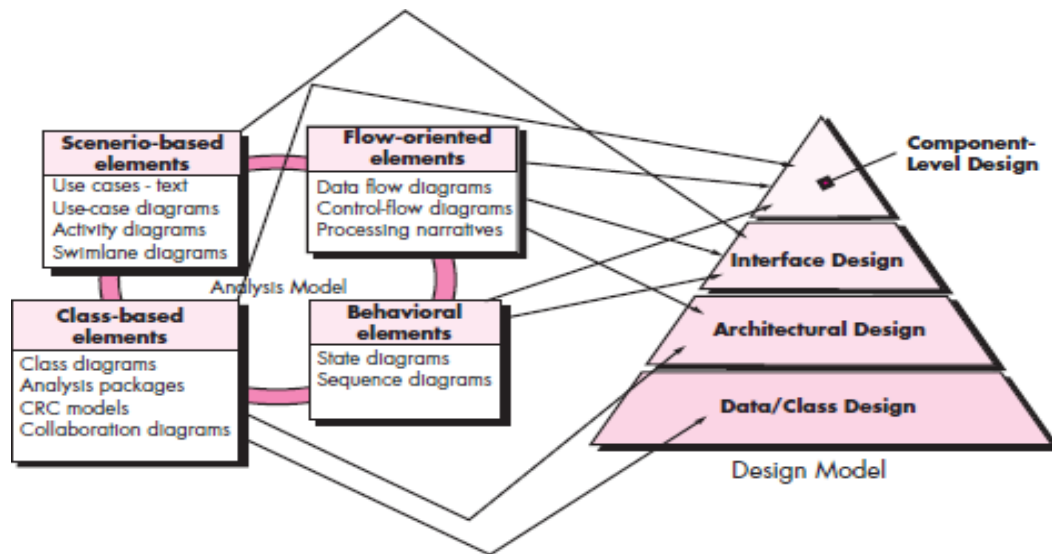 Scenerio-based
elements
Use cases - text
Use-case diagrams
Activity diagrams
Swimlane diagrams
Flow-oriented
elements
Data flow diagrams
Control-flow diagrams
Processing narratives
Analysis Model
Class-based
elements
Class diagrams
Analysis packages
CRC models
Collaboration diagrams
Behavioral
elements
State diagrams
Sequence diagrams
Component-
Level Design
Interface Design
Architectural Design
Data/Class Design
Design Model